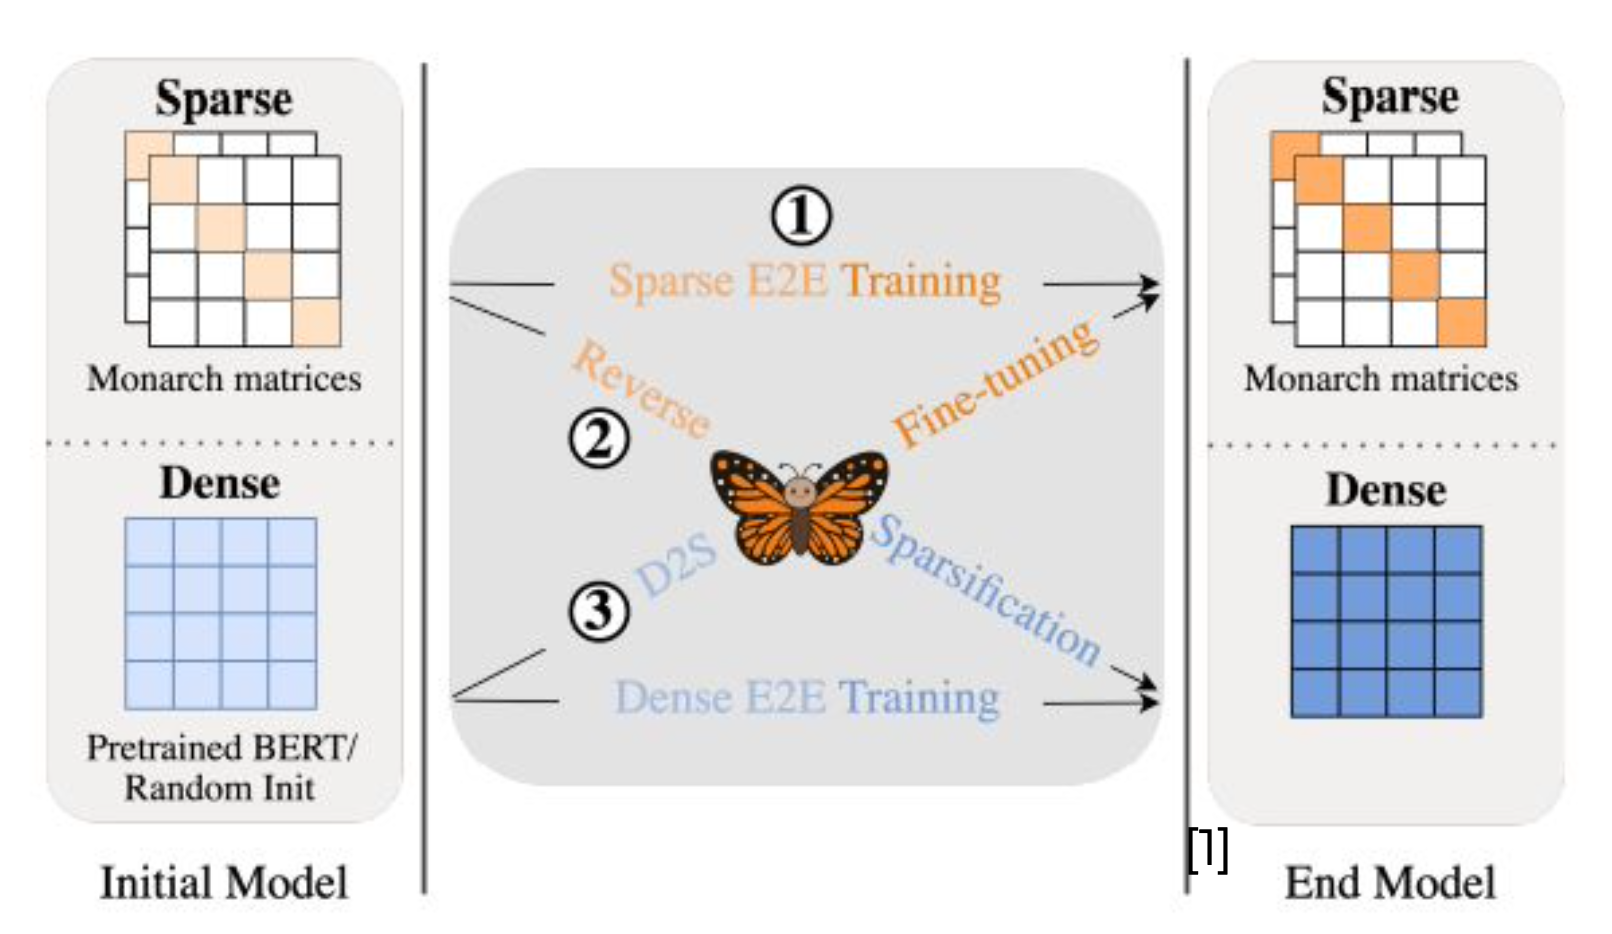 Sparse
Monarch matrices
Dense
Pretrained BERT/
Random Init
Initial Model
1
Sparse E2E Training
Reverse
Fine-tuning
2
D2S
Sparsification
3
Dense E2E Training
[1]
Sparse
Monarch matrices
Dense
End Model